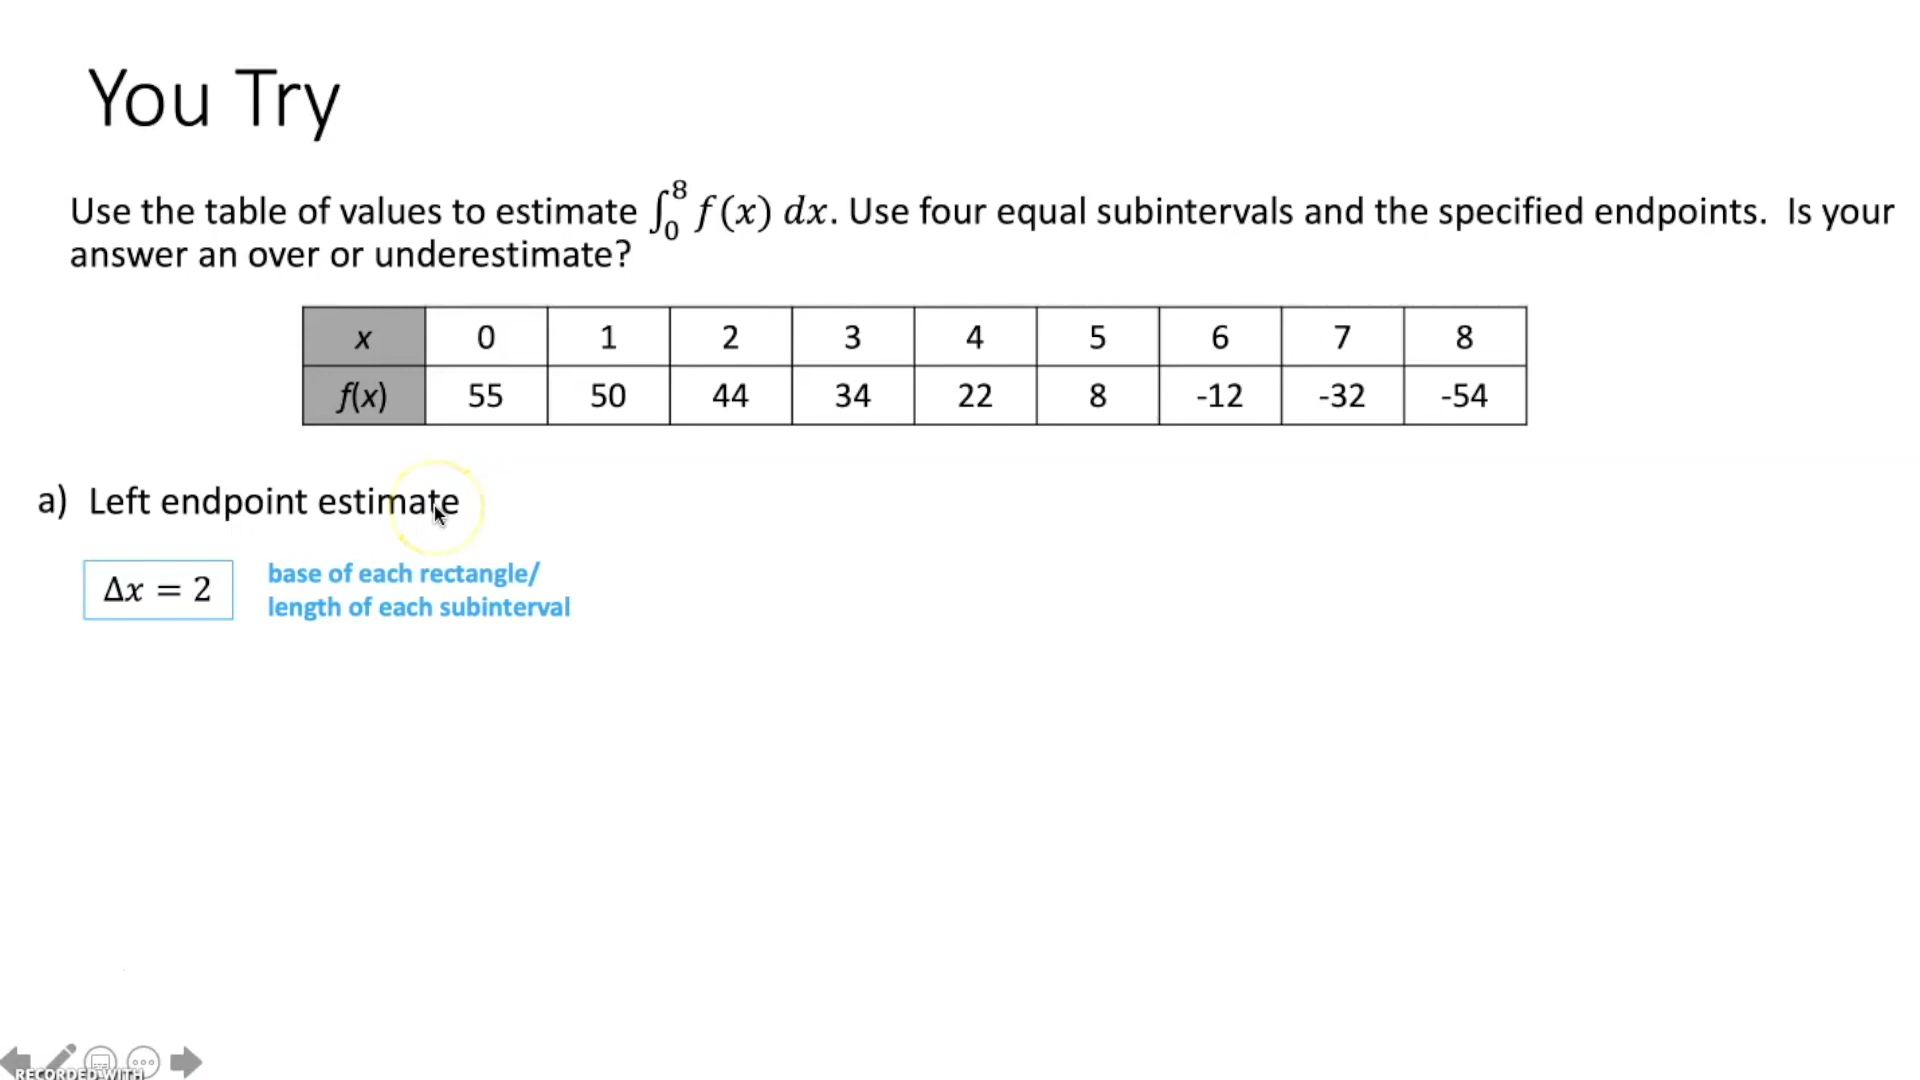 You Try
Use the table of values to estimate ∫₀⁸ f(x) dx. Use four equal subintervals and the specified endpoints. Is your
answer an over or underestimate?
x 0 1 2 3 4 5 6 7 8
f(x) 55 50 44 34 22 8 -12 -32 -54
a) Left endpoint estimate
Δx = 2
base of each rectangle/
length of each subinterval
RECORDED WITH